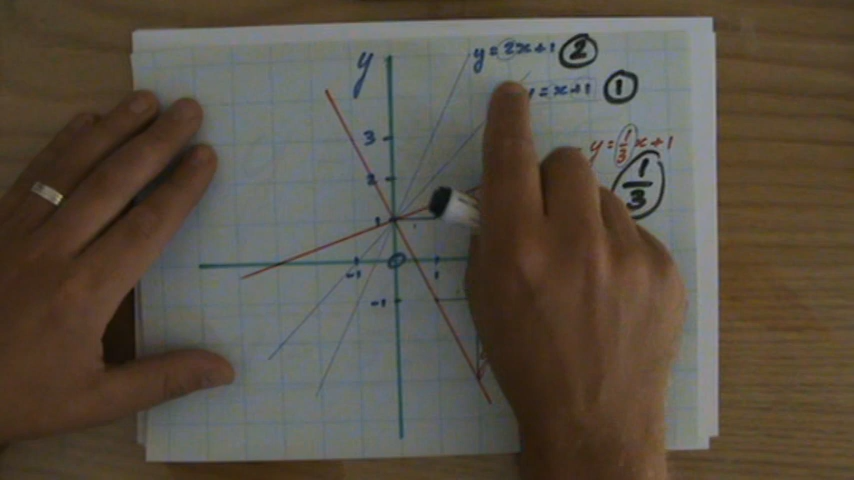 y = 2x+1 2
y
y = x+1 1
3
y = 1/3 x+1
1/3
2
1
-1 0 1
-1